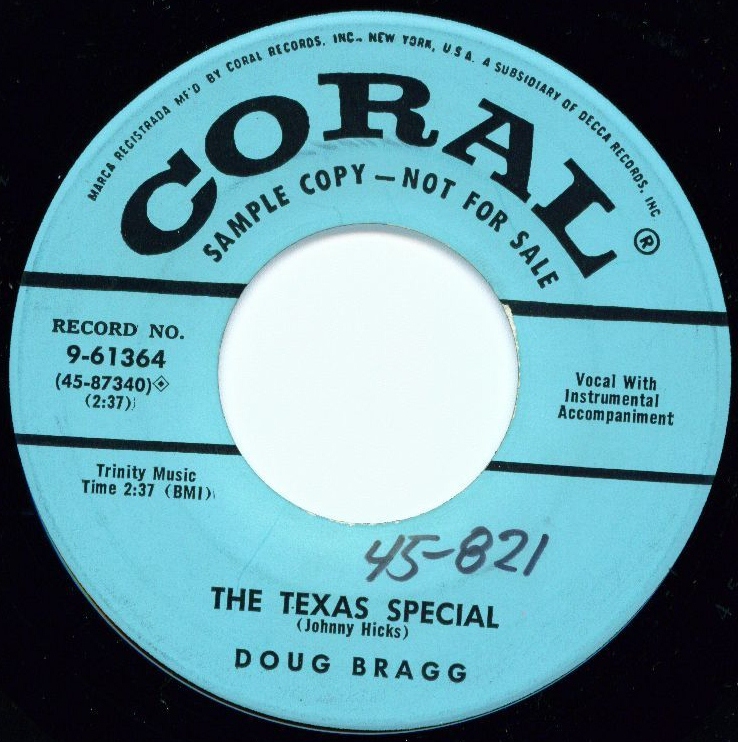 MARCA REGISTRADA MF'D BY CORAL RECORDS, INC., NEW YORK, U.S.A. A SUBSIDIARY OF DECCA RECORDS, INC.
CORAL ®
SAMPLE COPY — NOT FOR SALE
RECORD NO.
9-61364
(45-87340)
(2:37)
Vocal With
Instrumental
Accompaniment
Trinity Music
Time 2:37 (BMI)
45-821
THE TEXAS SPECIAL
(Johnny Hicks)
DOUG BRAGG